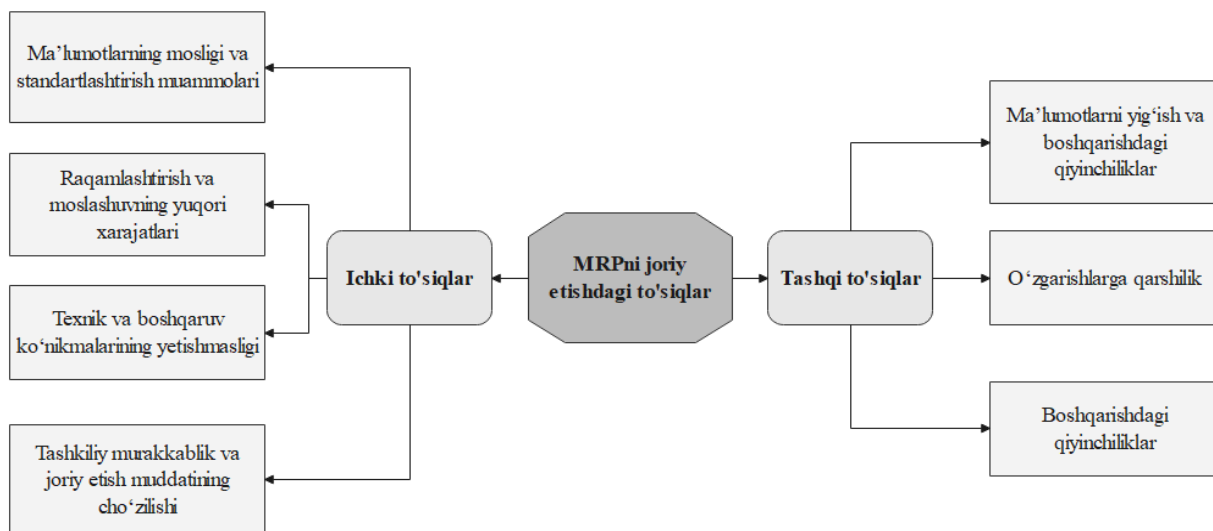 Ma’lumotlarning mosligi va
standartlashtirish muammolari
Raqamlashtirish va
moslashuvning yuqori
xarajatlari
Texnik va boshqaruv
ko‘nikmalarining yetishmasligi
Tashkiliy murakkablik va
joriy etish muddatining
cho‘zilishi
Ichki to'siqlar
MRPni joriy
etishdagi to'siqlar
Tashqi to'siqlar
Ma’lumotlarni yig‘ish va
boshqarishdagi
qiyinchiliklar
O‘zgarishlarga qarshilik
Boshqarishdagi
qiyinchiliklar